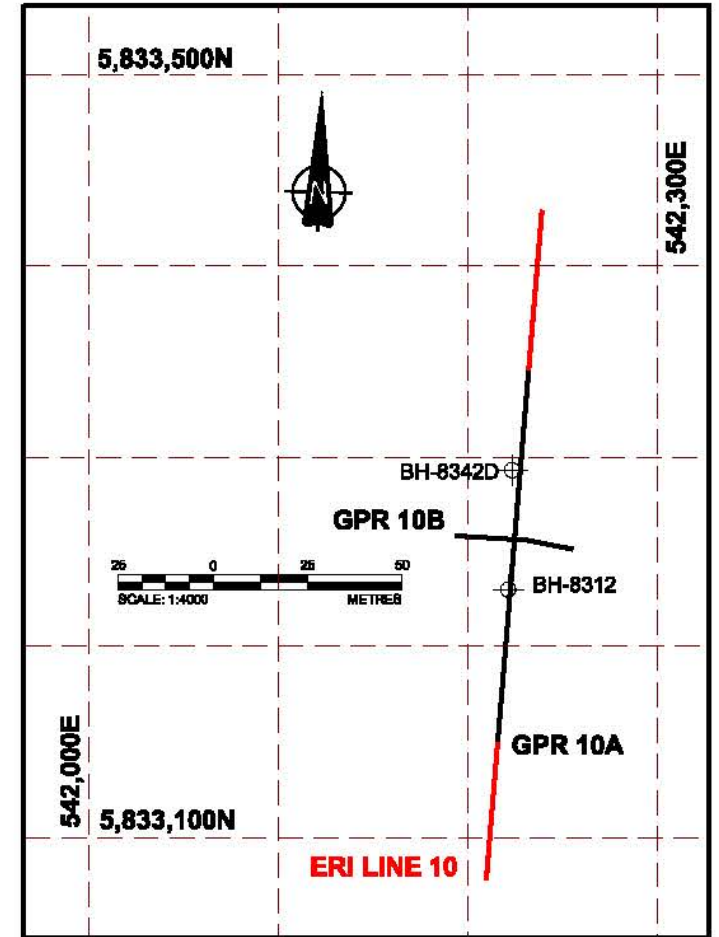 5,833,500N
N
542,300E
BH-8342D
GPR 10B
25 0 25 50
SCALE: 1:4000 METRES
BH-8312
542,000E
GPR 10A
5,833,100N
ERI LINE 10